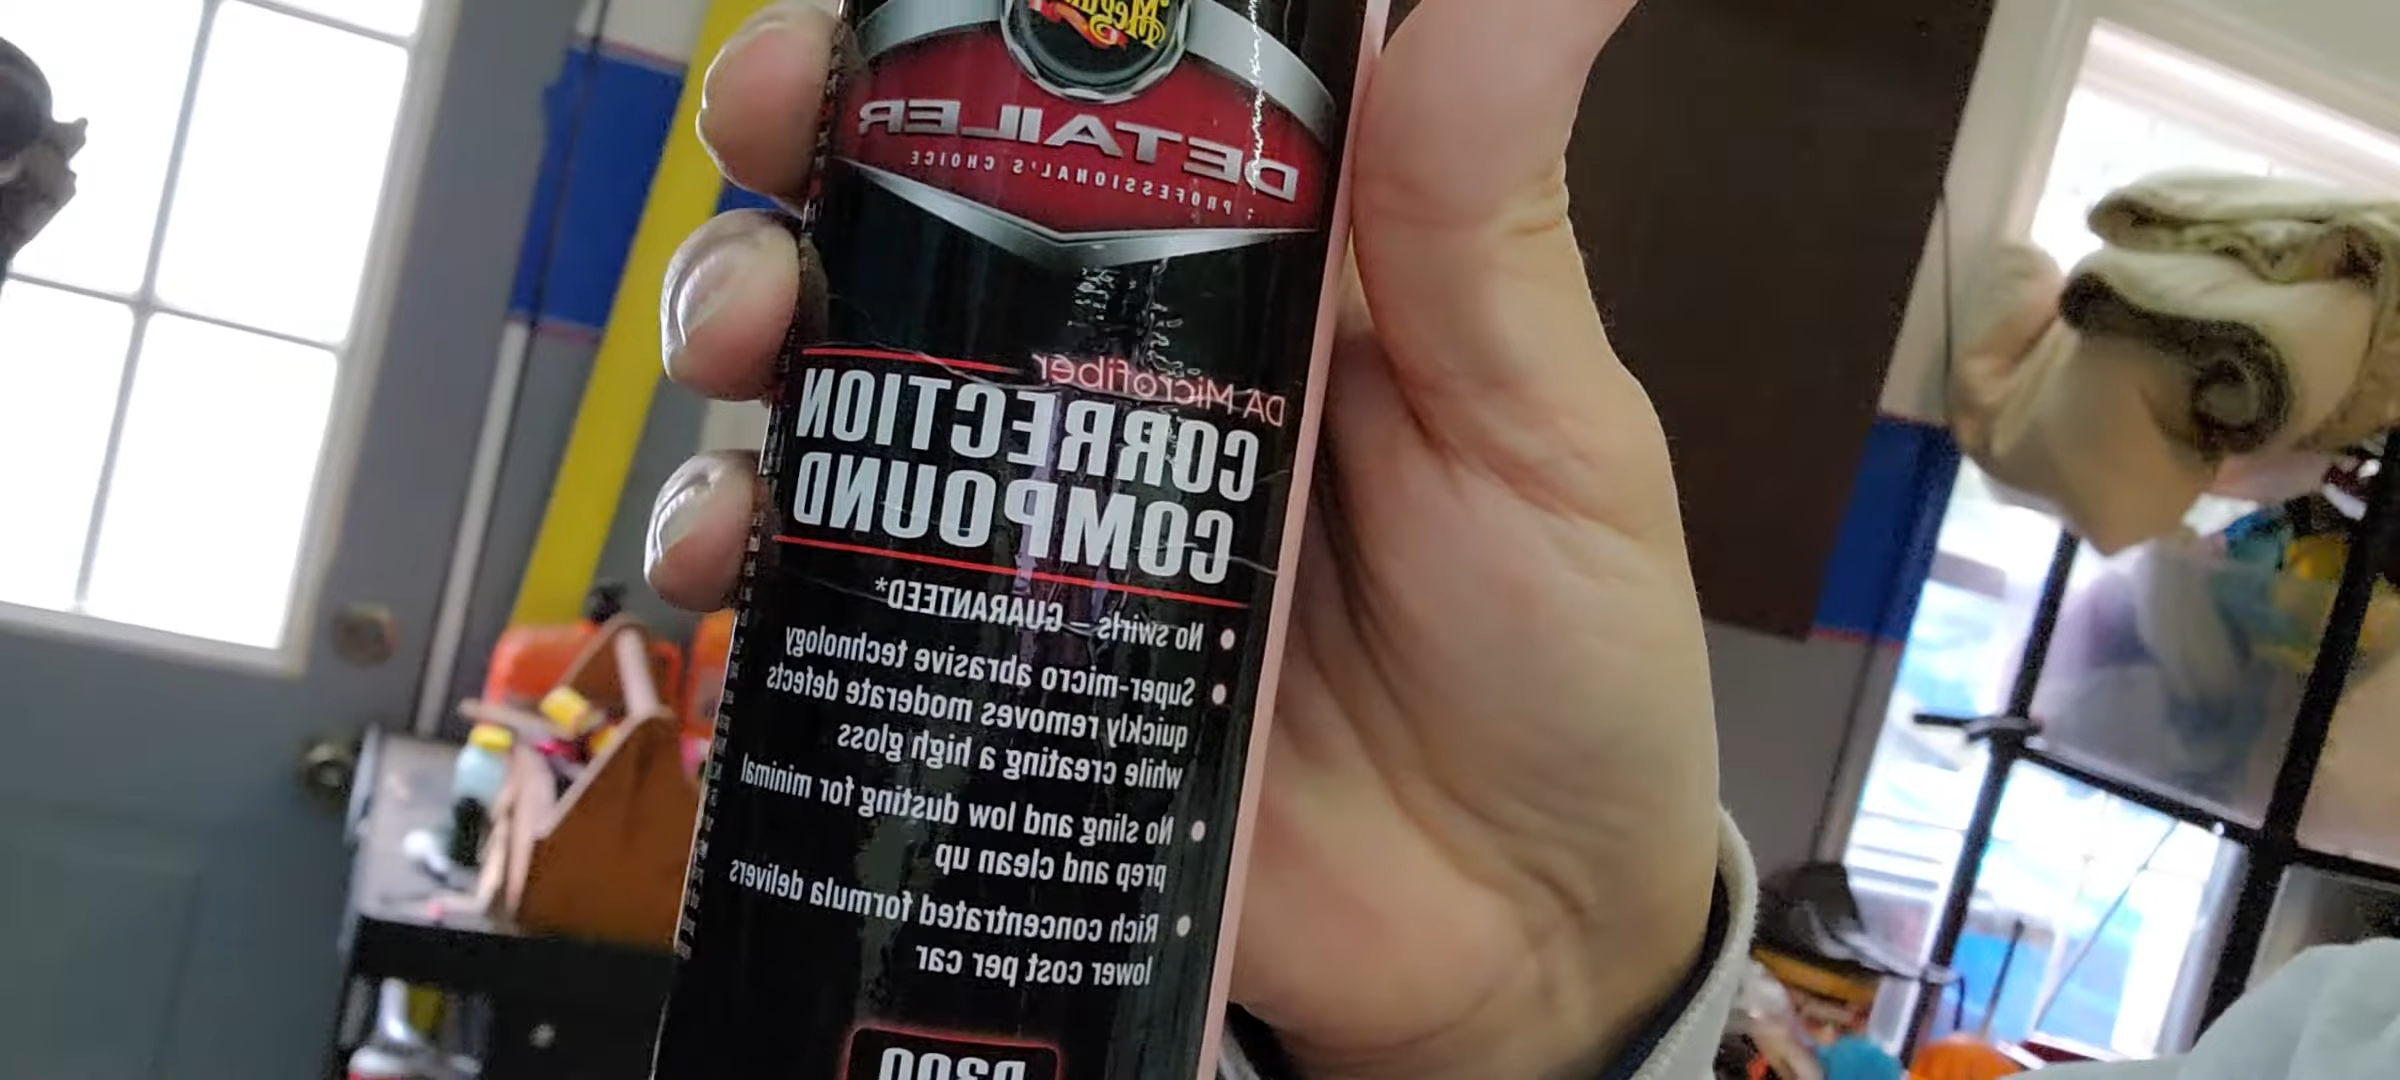 DETAILER
PROFESSIONAL'S CHOICE
DA Microfiber
CORRECTION
COMPOUND
• No swirls – GUARANTEED*
• Super-micro abrasive technology
quickly removes moderate defects
while creating a high gloss
• No sling and low dusting for minimal
prep and clean up
• Rich concentrated formula delivers
lower cost per car
D300